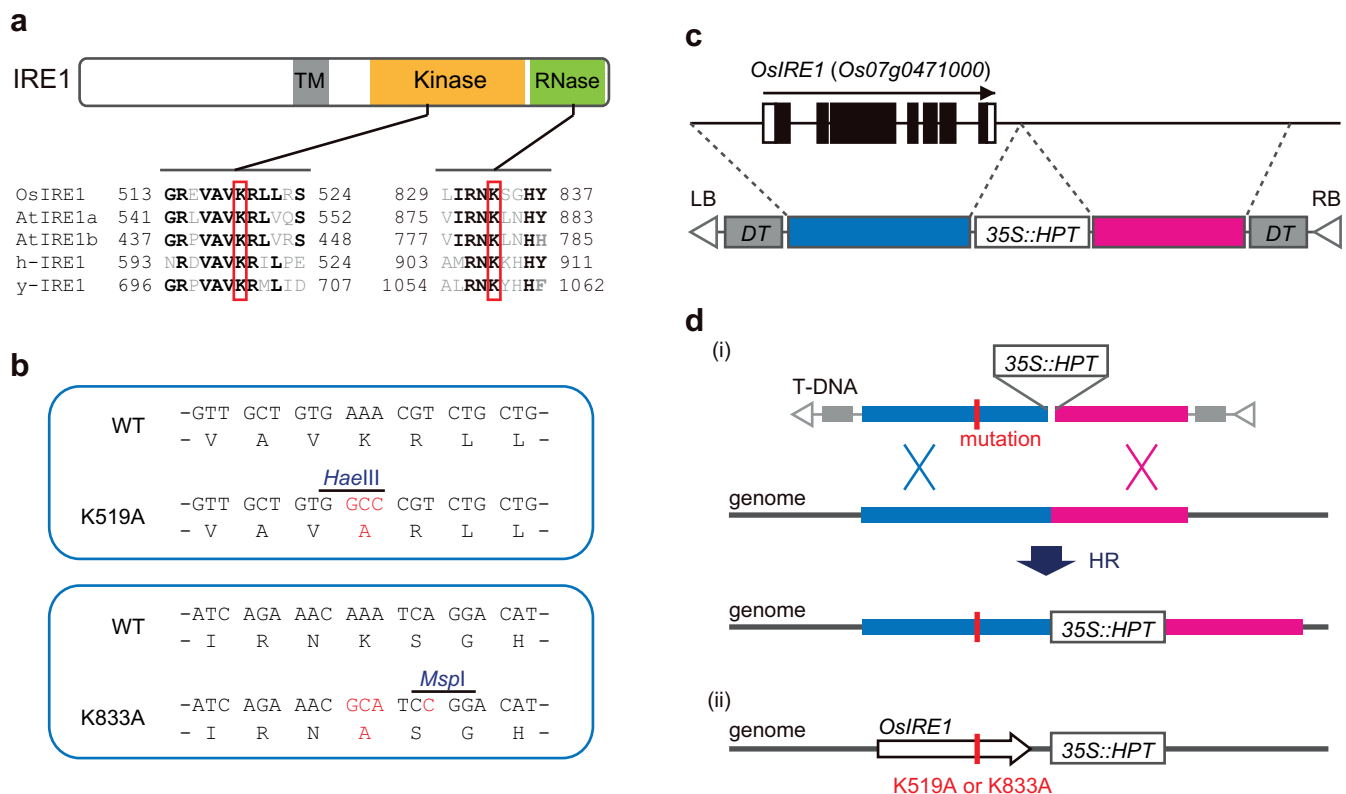 a
IRE1
TM
Kinase
RNase
OsIRE1 513 GREVAVKRLLRS 524 829 LIRNKSGHY 837
AtIRE1a 541 GRLVAVKRLVQS 552 875 VIRNKLNHY 883
AtIRE1b 437 GRPVAVKRLVRS 448 777 VIRNKLNHH 785
h-IRE1 593 NRDVAVKRILPE 524 903 AMRNKKHHY 911
y-IRE1 696 GRPVAVKRMLID 707 1054 ALRNKYHHF 1062
b
WT -GTT GCT GTG AAA CGT CTG CTG-
- V A V K R L L -
HaeIII
K519A -GTT GCT GTG GCC CGT CTG CTG-
- V A V A R L L -
WT -ATC AGA AAC AAA TCA GGA CAT-
- I R N K S G H -
MspI
K833A -ATC AGA AAC GCA TCC GGA CAT-
- I R N A S G H -
c
OsIRE1 (Os07g0471000)
LB
RB
DT
35S::HPT
DT
d
(i)
35S::HPT
T-DNA
mutation
genome
HR
genome
35S::HPT
(ii)
OsIRE1
genome
35S::HPT
K519A or K833A